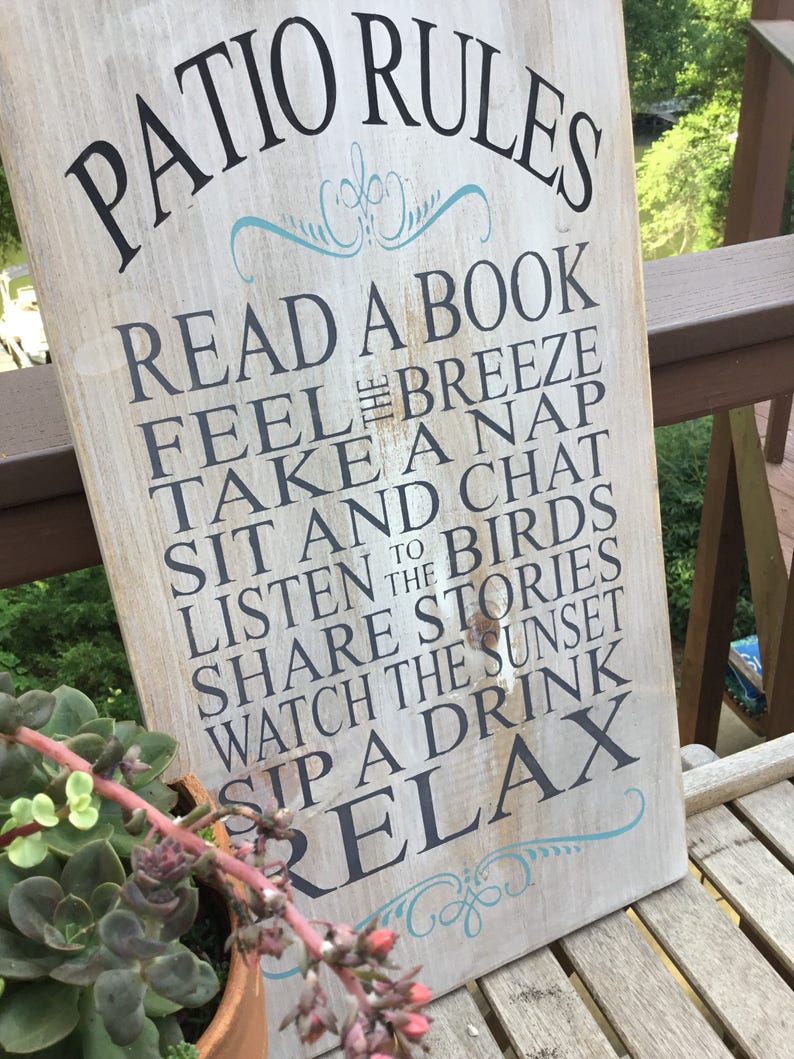 PATIO RULES
READ A BOOK
FEEL THE BREEZE
TAKE A NAP
SIT AND CHAT
LISTEN TO THE BIRDS
SHARE STORIES
WATCH THE SUNSET
SIP A DRINK
RELAX